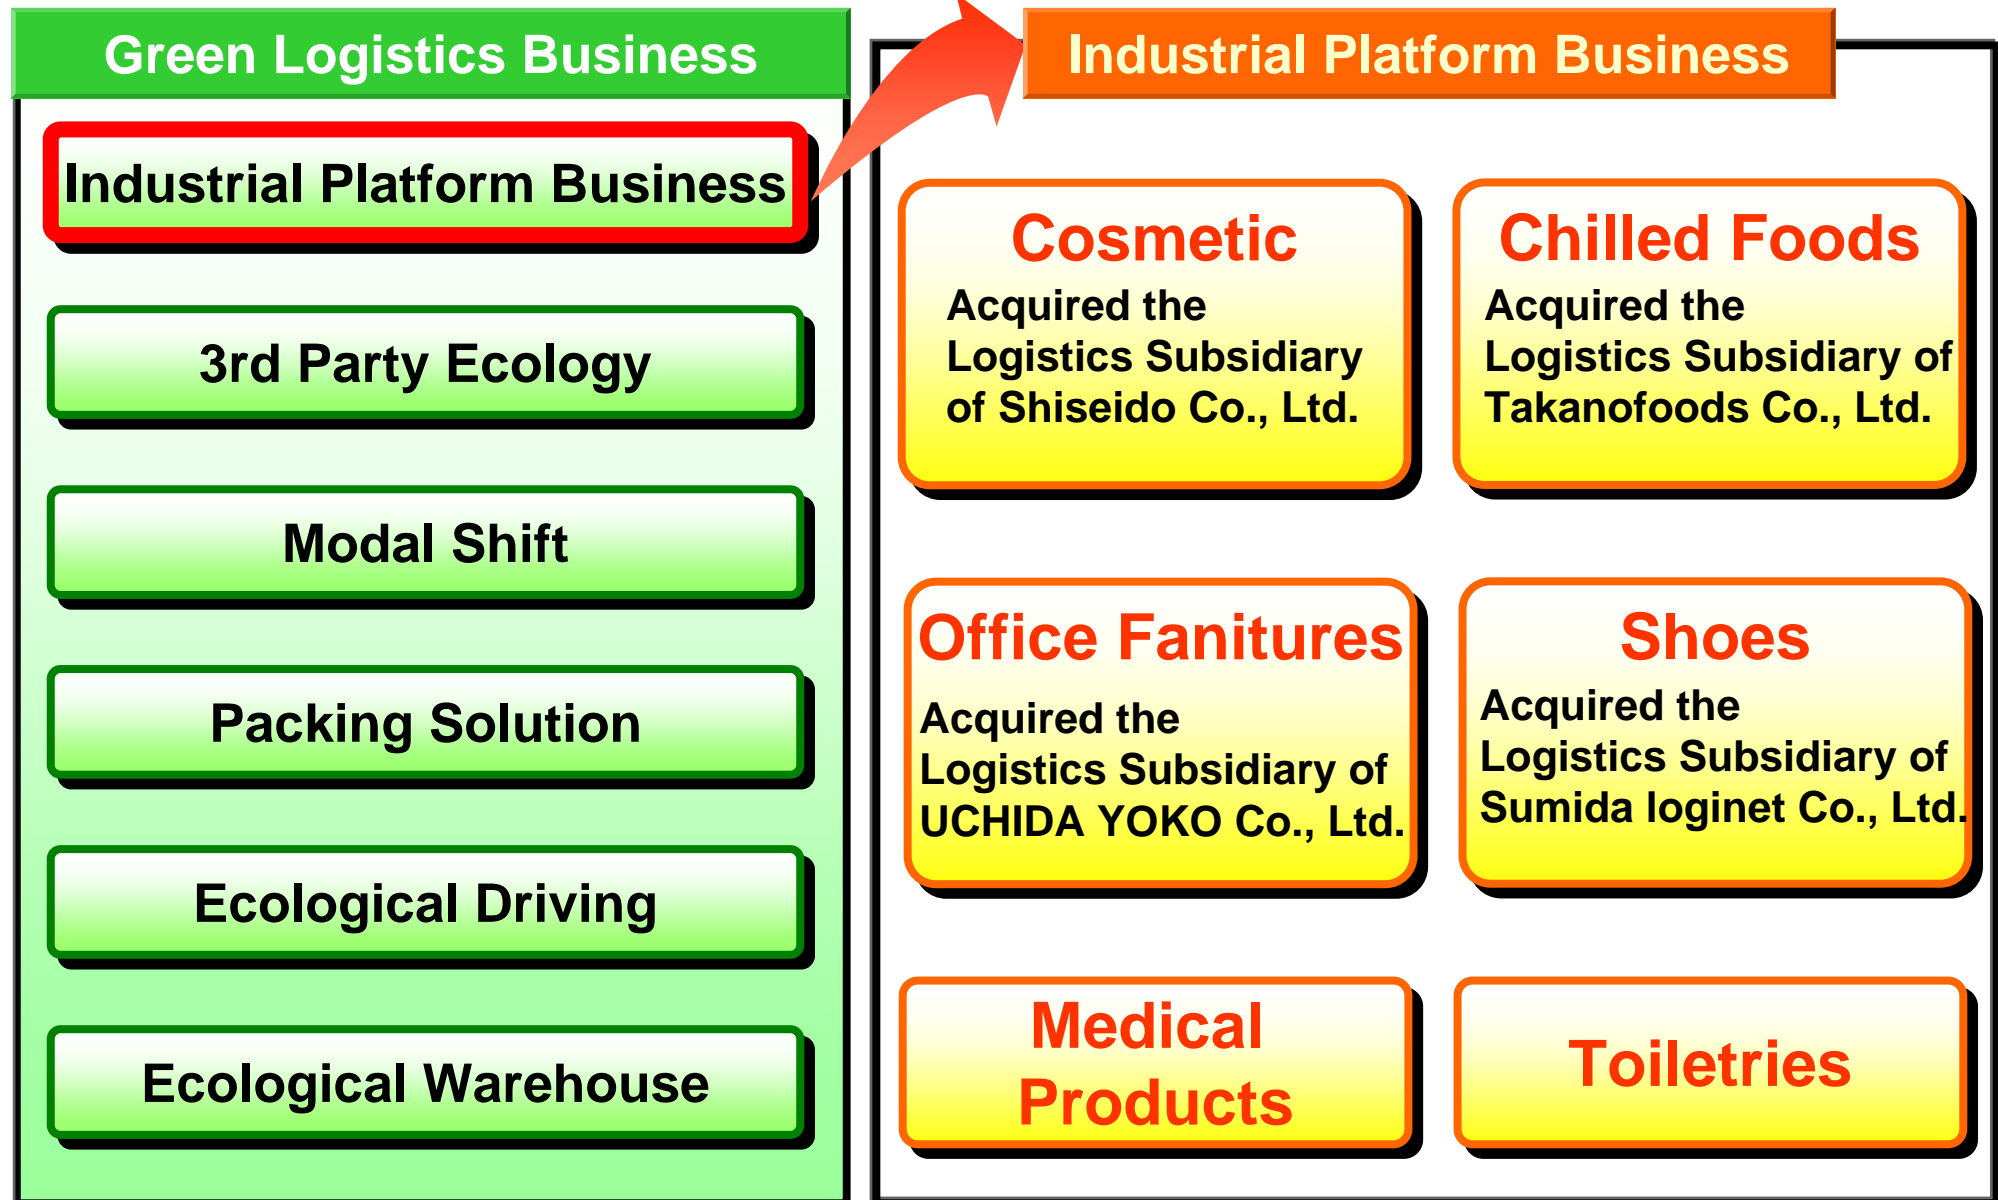 Green Logistics Business
Industrial Platform Business
3rd Party Ecology
Modal Shift
Packing Solution
Ecological Driving
Ecological Warehouse
Industrial Platform Business
Cosmetic
Acquired the
Logistics Subsidiary
of Shiseido Co., Ltd.
Chilled Foods
Acquired the
Logistics Subsidiary of
Takanofoods Co., Ltd.
Office Fanitures
Acquired the
Logistics Subsidiary of
UCHIDA YOKO Co., Ltd.
Shoes
Acquired the
Logistics Subsidiary of
Sumida loginet Co., Ltd.
Medical
Products
Toiletries